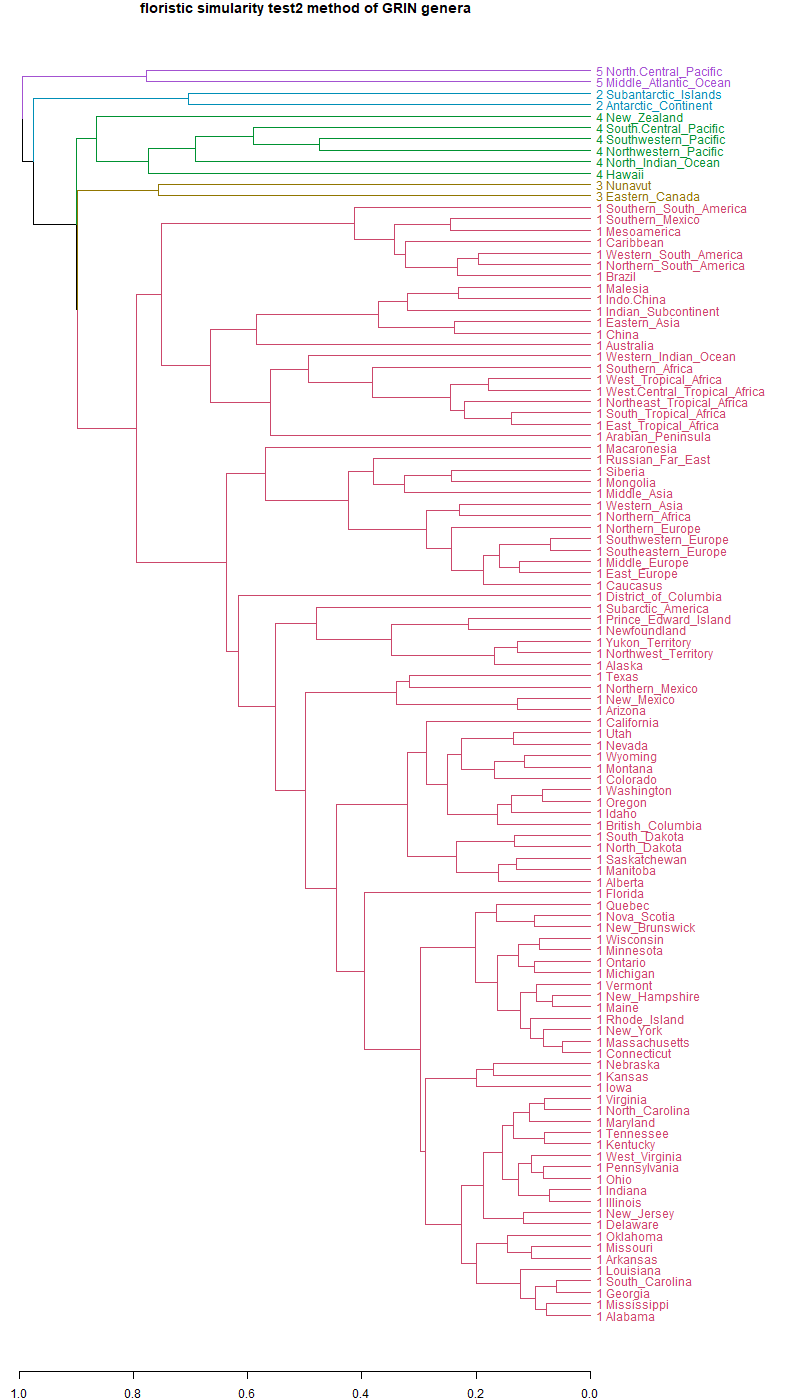 floristic simularity test2 method of GRIN genera
5 North.Central_Pacific
5 Middle_Atlantic_Ocean
2 Subantarctic_Islands
2 Antarctic_Continent
4 New_Zealand
4 South.Central_Pacific
4 Southwestern_Pacific
4 Northwestern_Pacific
4 North_Indian_Ocean
4 Hawaii
3 Nunavut
3 Eastern_Canada
1 Southern_South_America
1 Southern_Mexico
1 Mesoamerica
1 Caribbean
1 Western_South_America
1 Northern_South_America
1 Brazil
1 Malesia
1 Indo.China
1 Indian_Subcontinent
1 Eastern_Asia
1 China
1 Australia
1 Western_Indian_Ocean
1 Southern_Africa
1 West_Tropical_Africa
1 West.Central_Tropical_Africa
1 Northeast_Tropical_Africa
1 South_Tropical_Africa
1 East_Tropical_Africa
1 Arabian_Peninsula
1 Macaronesia
1 Russian_Far_East
1 Siberia
1 Mongolia
1 Middle_Asia
1 Western_Asia
1 Northern_Africa
1 Northern_Europe
1 Southwestern_Europe
1 Southeastern_Europe
1 Middle_Europe
1 East_Europe
1 Caucasus
1 District_of_Columbia
1 Subarctic_America
1 Prince_Edward_Island
1 Newfoundland
1 Yukon_Territory
1 Northwest_Territory
1 Alaska
1 Texas
1 Northern_Mexico
1 New_Mexico
1 Arizona
1 California
1 Utah
1 Nevada
1 Wyoming
1 Montana
1 Colorado
1 Washington
1 Oregon
1 Idaho
1 British_Columbia
1 South_Dakota
1 North_Dakota
1 Saskatchewan
1 Manitoba
1 Alberta
1 Florida
1 Quebec
1 Nova_Scotia
1 New_Brunswick
1 Wisconsin
1 Minnesota
1 Ontario
1 Michigan
1 Vermont
1 New_Hampshire
1 Maine
1 Rhode_Island
1 New_York
1 Massachusetts
1 Connecticut
1 Nebraska
1 Kansas
1 Iowa
1 Virginia
1 North_Carolina
1 Maryland
1 Tennessee
1 Kentucky
1 West_Virginia
1 Pennsylvania
1 Ohio
1 Indiana
1 Illinois
1 New_Jersey
1 Delaware
1 Oklahoma
1 Missouri
1 Arkansas
1 Louisiana
1 South_Carolina
1 Georgia
1 Mississippi
1 Alabama
1.0 0.8 0.6 0.4 0.2 0.0